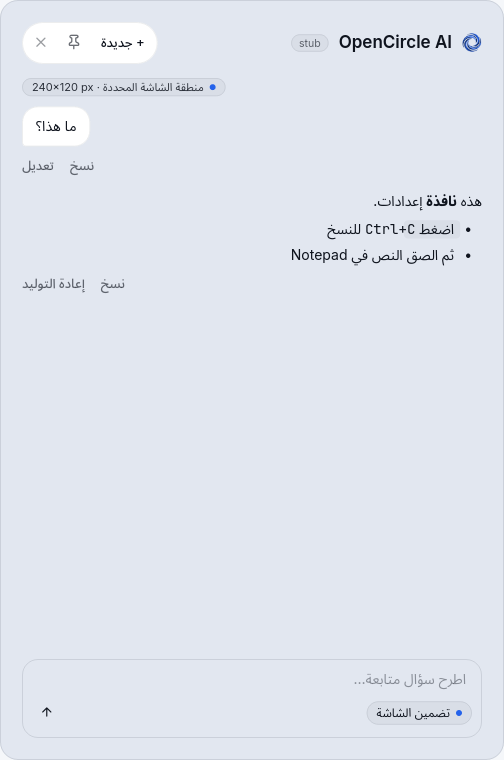 OpenCircle AI stub + جديدة ×
منطقة الشاشة المحددة · 240×120 px
ما هذا؟
نسخ تعديل
هذه نافذة إعدادات.
• اضغط Ctrl+C للنسخ
• ثم الصق النص في Notepad
نسخ إعادة التوليد
اطرح سؤال متابعة...
تضمين الشاشة